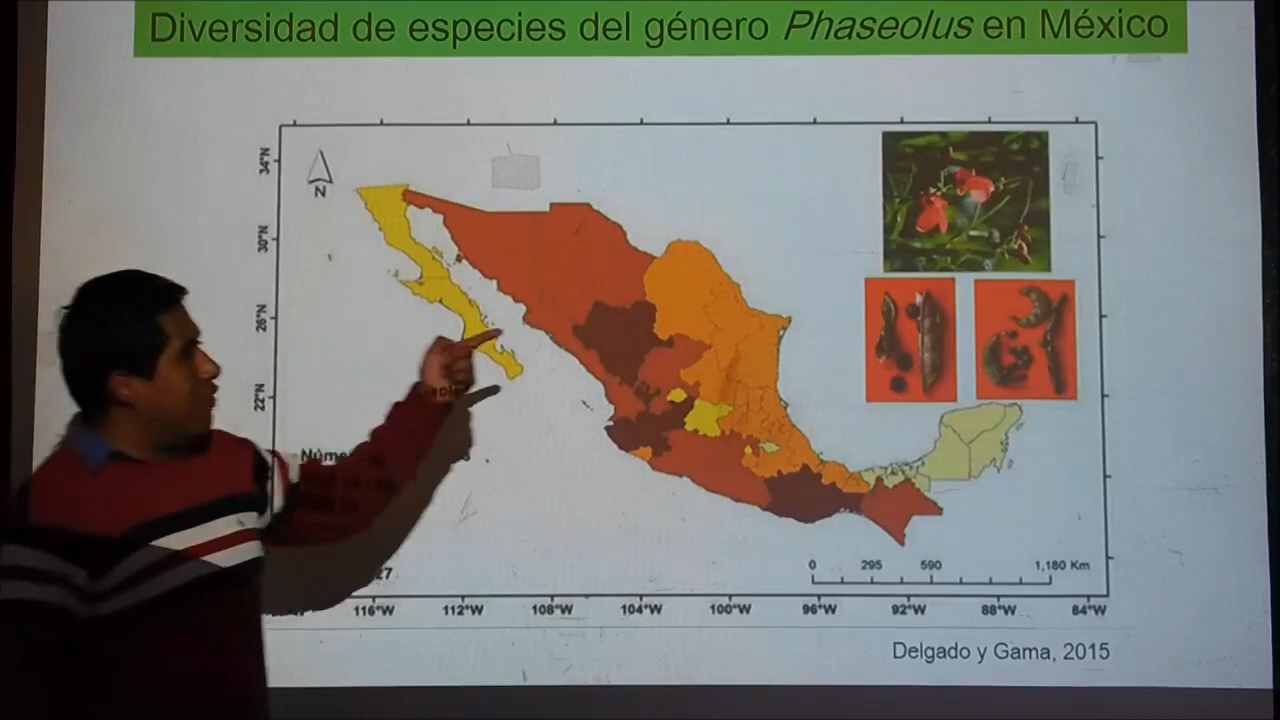 Diversidad de especies del género Phaseolus en México
N
34°N
30°N
26°N
22°N
27
0 295 590 1,180 Km
116°W 112°W 108°W 104°W 100°W 96°W 92°W 88°W 84°W
Delgado y Gama, 2015